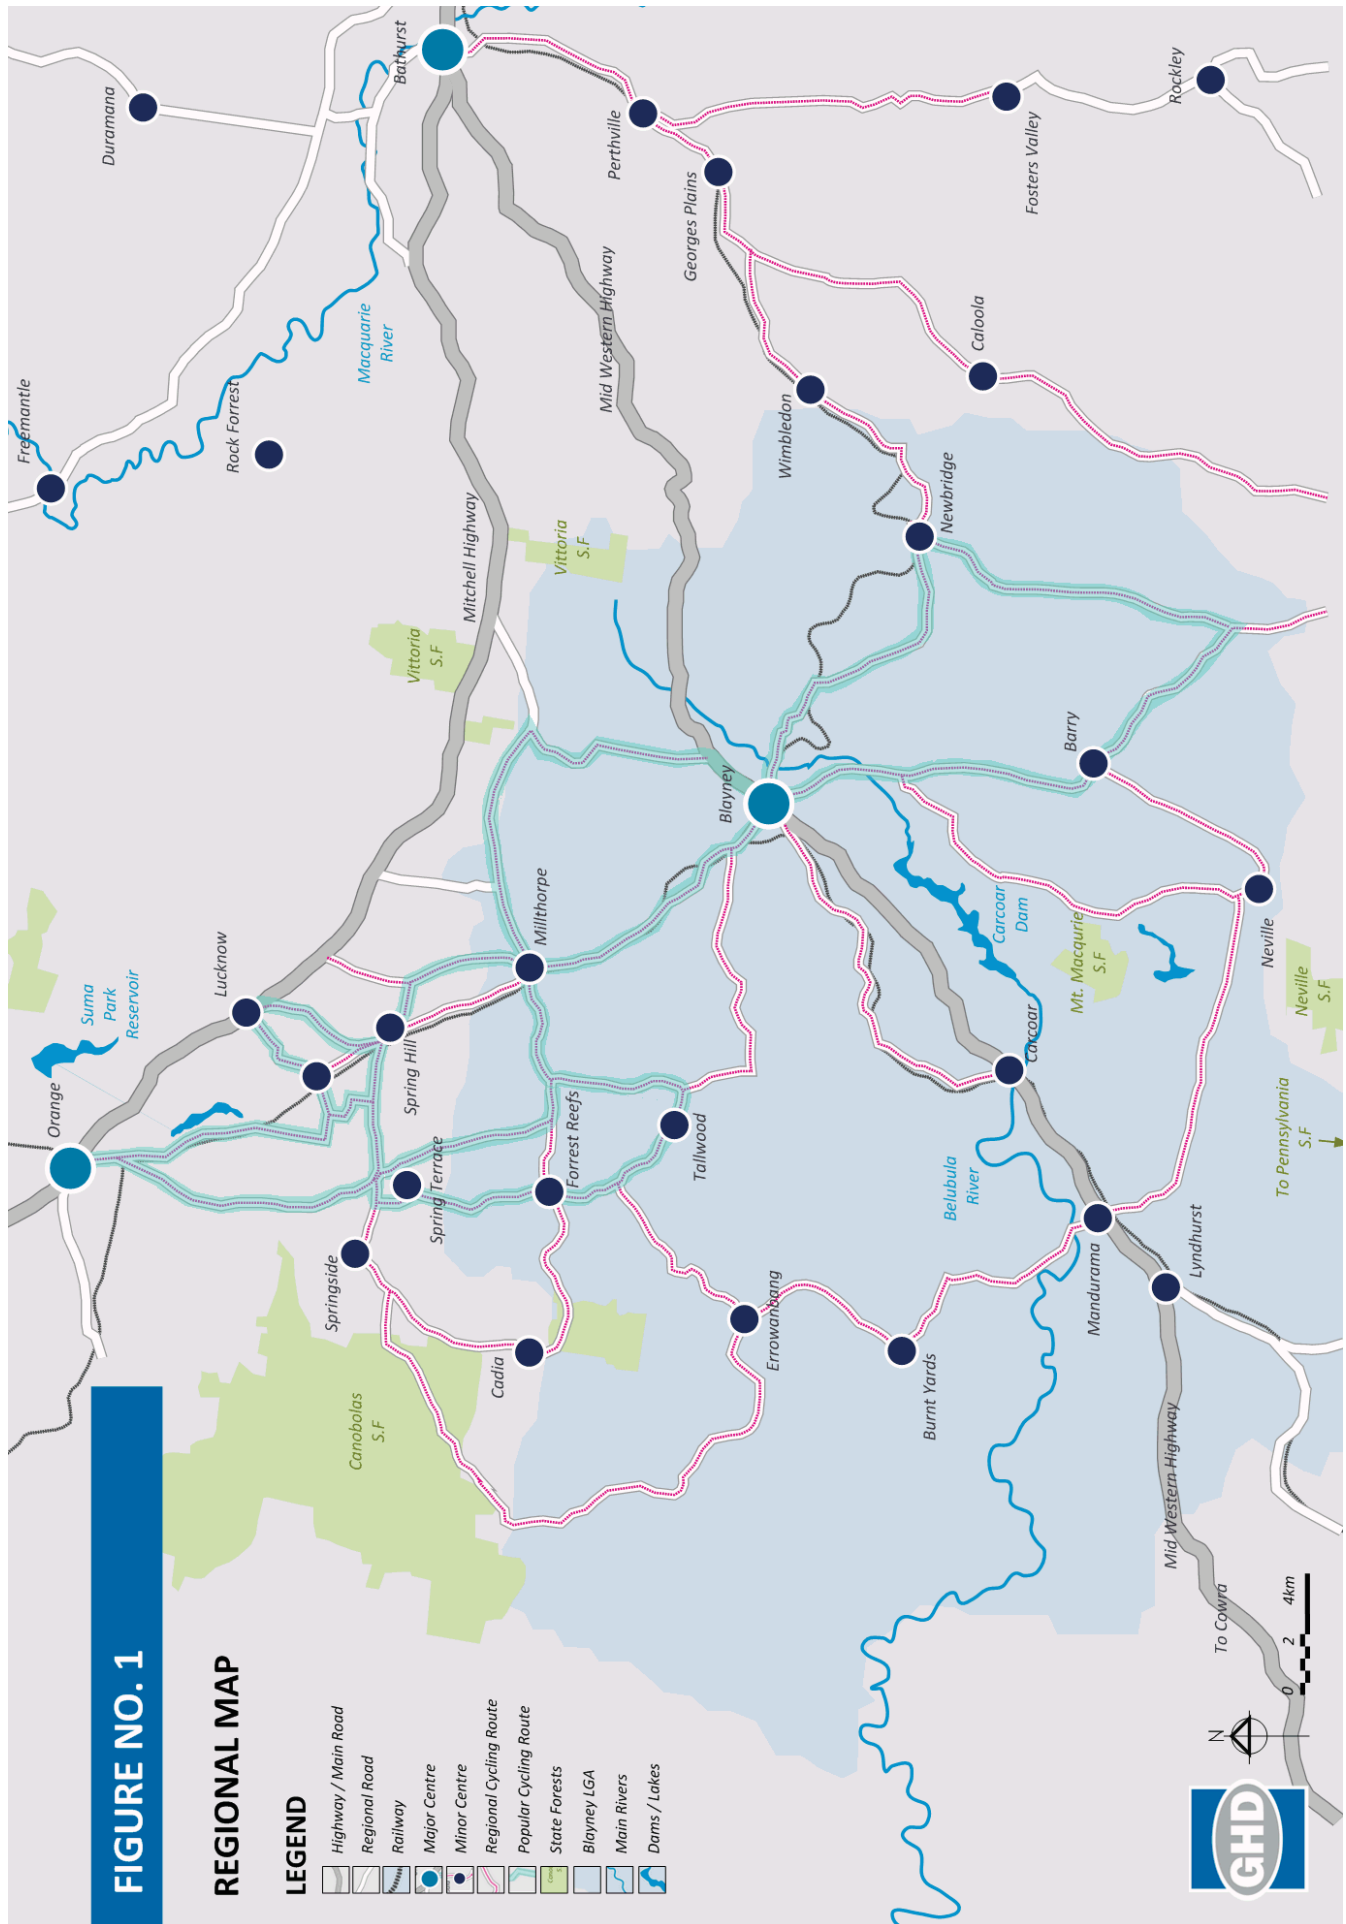 FIGURE NO. 1
REGIONAL MAP
LEGEND
Highway / Main Road
Regional Road
Railway
Major Centre
Minor Centre
Regional Cycling Route
Popular Cycling Route
State Forests
Blayney LGA
Main Rivers
Dams / Lakes
Orange
Suma
Park
Reservoir
Lucknow
Spring Hill
Spring Terrace
Springside
Canobolas
S.F
Cadia
Forrest Reefs
Millthorpe
Tallwood
Errowanbang
Burnt Yards
Belubula
River
Mandurama
Lyndhurst
Carcoar
Mid Western Highway
To Cowra
To Pennsylvania
S.F
Neville
S.F
Neville
Mt. Macqurie
S.F
Carcoar
Dam
Barry
Blayney
Newbridge
Wimbledon
Caloola
Georges Plains
Perthville
Fosters Valley
Rockley
Bathurst
Duramana
Freemantle
Rock Forrest
Macquarie
River
Mitchell Highway
Mid Western Highway
Vittoria
S.F
Vittoria
S.F
N
0 2 4km
GHD